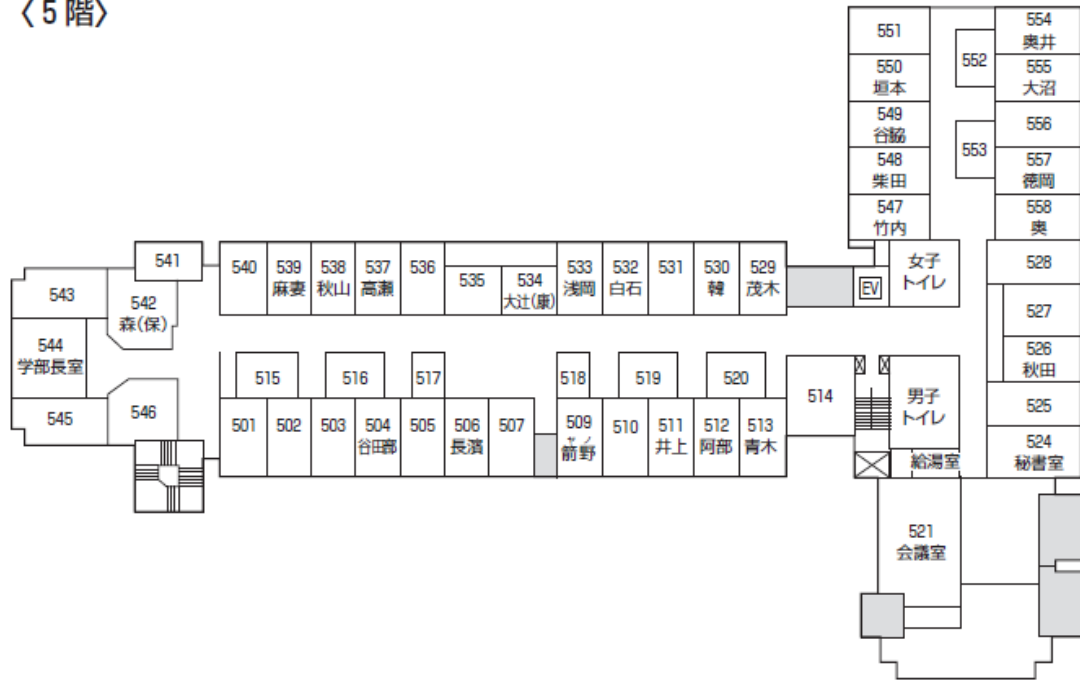 〈5階〉
551
550
垣本
549
谷脇
548
柴田
547
竹内
552
553
554
奥井
555
大沼
556
557
徳岡
558
奥
541
540
539
麻妻
538
秋山
537
高瀬
536
535
534
大辻(康)
533
浅岡
532
白石
531
530
韓
529
茂木
EV
女子
トイレ
528
527
526
秋田
525
524
秘書室
543
542
森(保)
544
学部長室
545
546
515
516
517
518
519
520
501
502
503
504
谷田部
505
506
長濱
507
509
ヤノ
箭野
510
511
井上
512
阿部
513
青木
514
男子
トイレ
給湯室
521
会議室